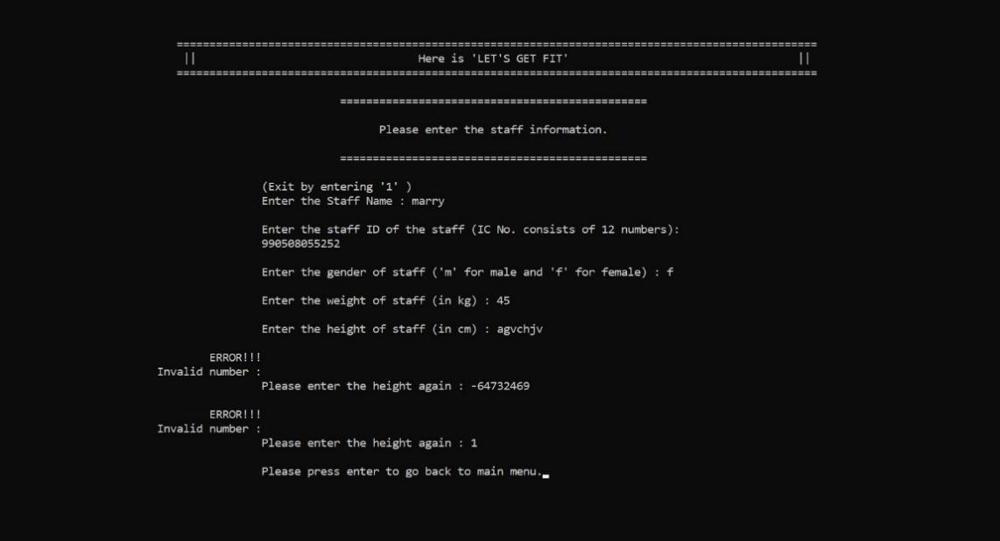 ==================================================================================================
|| Here is 'LET'S GET FIT' ||
==================================================================================================
===============================================
Please enter the staff information.
===============================================
(Exit by entering '1' )
Enter the Staff Name : marry
Enter the staff ID of the staff (IC No. consists of 12 numbers):
990508055252
Enter the gender of staff ('m' for male and 'f' for female) : f
Enter the weight of staff (in kg) : 45
Enter the height of staff (in cm) : agvchjv
ERROR!!!
Invalid number :
Please enter the height again : -64732469
ERROR!!!
Invalid number :
Please enter the height again : 1
Please press enter to go back to main menu.